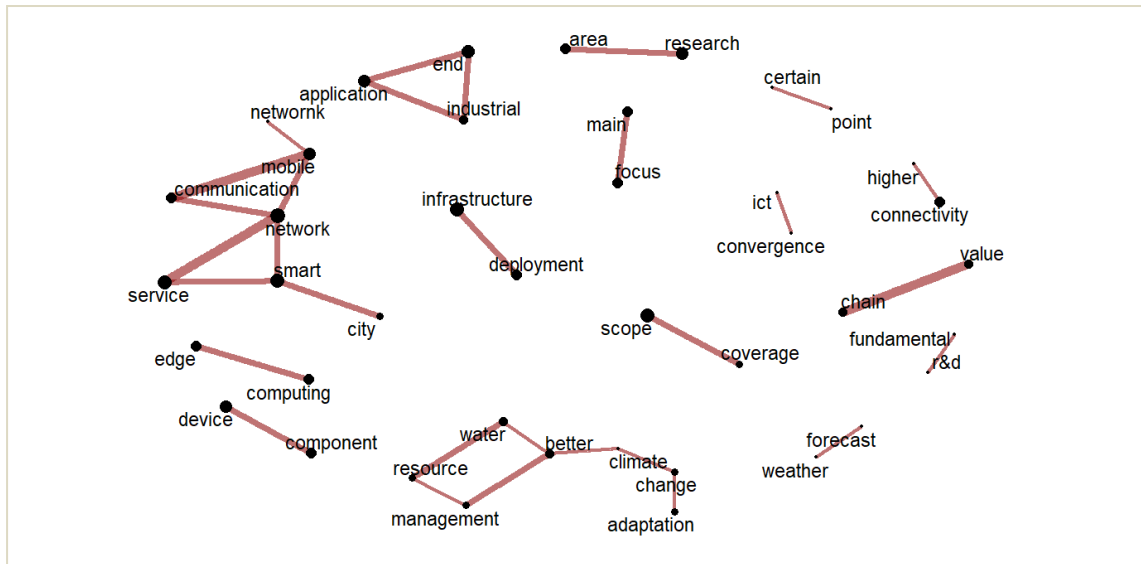 area
research
end
certain
application
networnk
industrial
point
main
mobile
focus
higher
communication
infrastructure
ict
connectivity
network
convergence
value
deployment
smart
service
chain
city
scope
fundamental
edge
coverage
r&d
computing
device
component
water
better
forecast
resource
climate
weather
change
management
adaptation